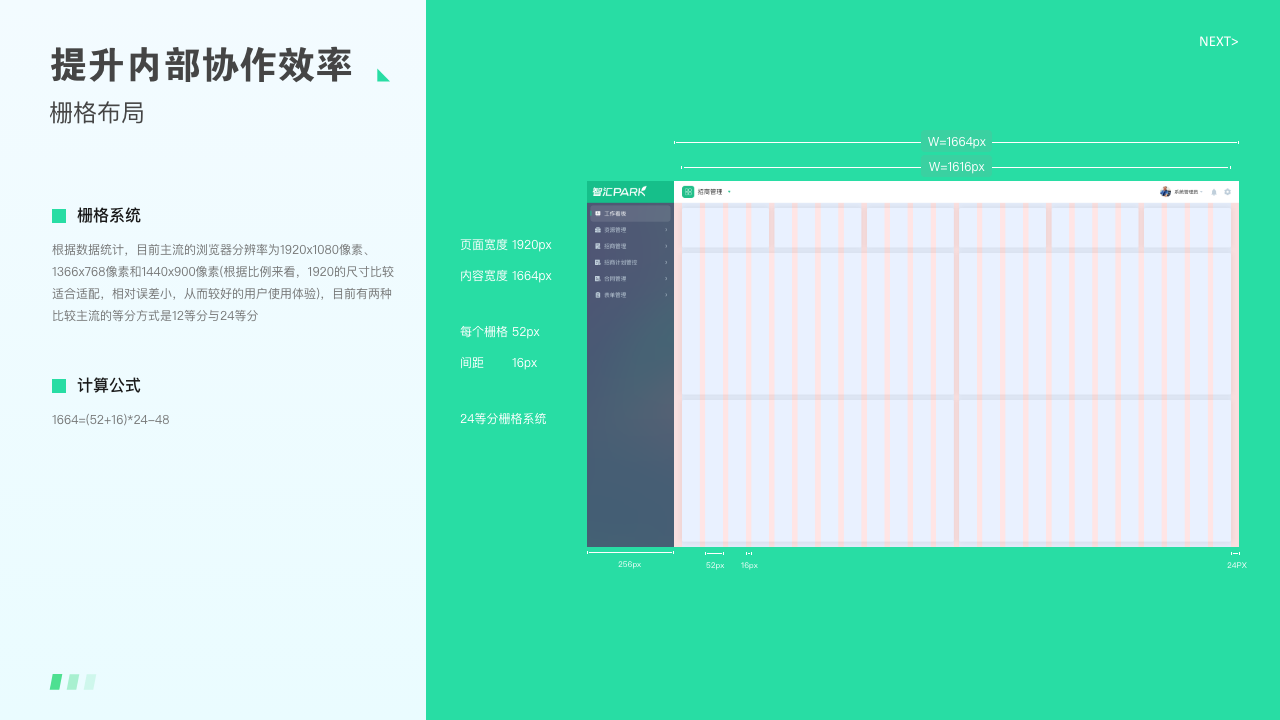 提升内部协作效率
栅格布局
栅格系统
根据数据统计，目前主流的浏览器分辨率为1920x1080像素、
1366x768像素和1440x900像素(根据比例来看，1920的尺寸比较
适合适配，相对误差小，从而较好的用户使用体验)，目前有两种
比较主流的等分方式是12等分与24等分
计算公式
1664=(52+16)*24-48
NEXT>
W=1664px
W=1616px
页面宽度 1920px
内容宽度 1664px
每个栅格 52px
间距 16px
24等分栅格系统
智汇PARK
招商管理
系统管理员
工作看板
资源管理
招商管理
招商计划管控
合同管理
表单管理
256px
52px
16px
24PX